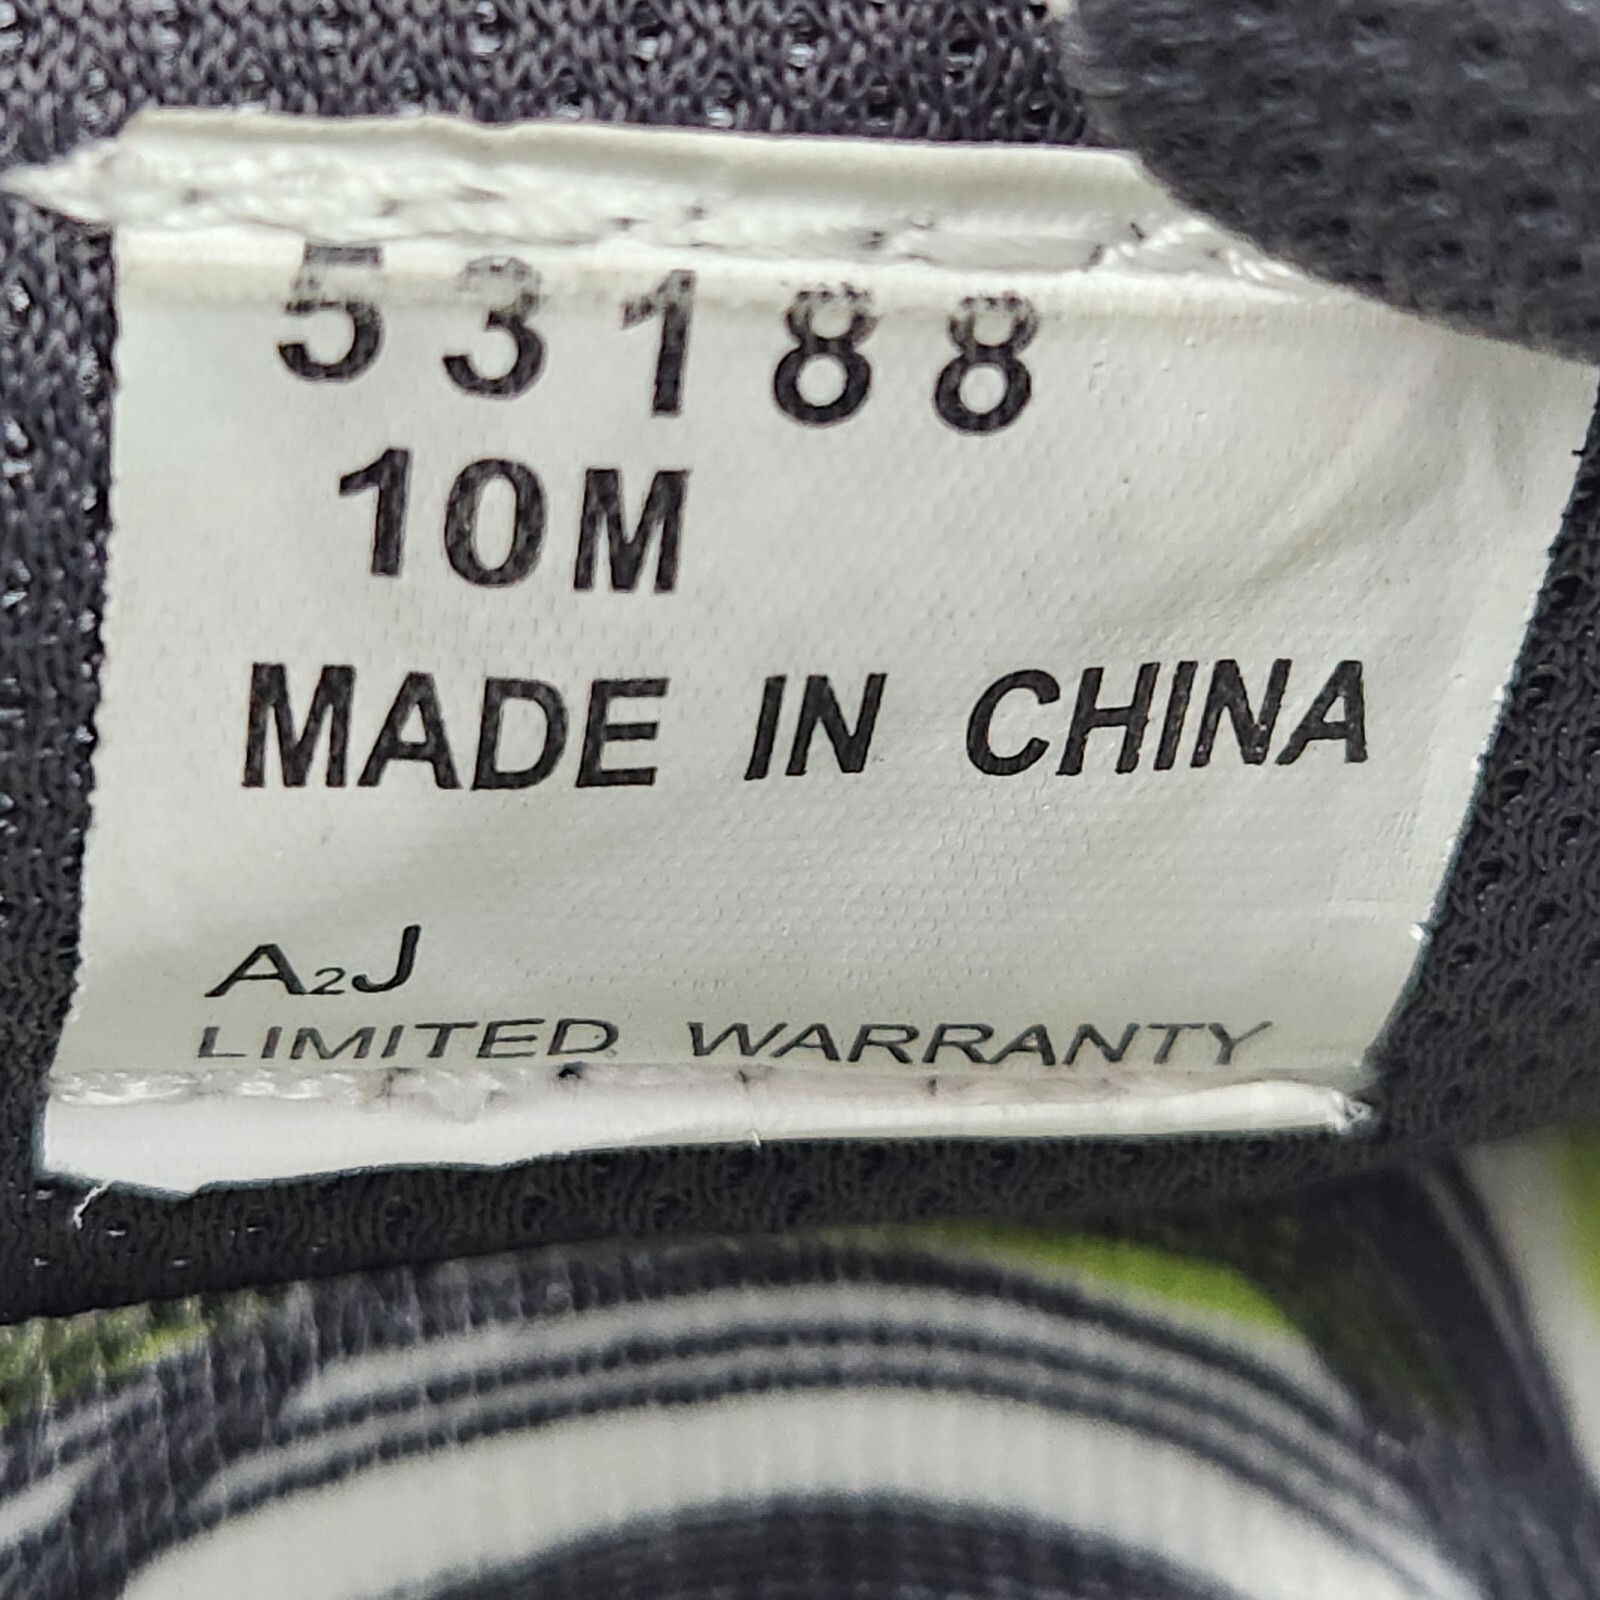 53188
10M
MADE IN CHINA
A2J
LIMITED WARRANTY